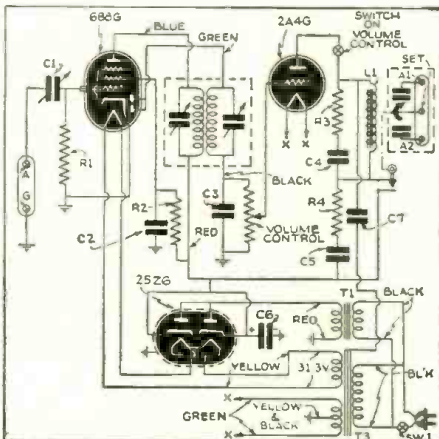 6B8G
BLUE
GREEN
2A4G
SWITCH
ON
VOLUME
CONTROL
SET
C1
L1
A1
A2
R1
A
G
X X
R3
C4
BLACK
R2
C3
R4
C7
C2
RED
VOLUME
CONTROL
C5
25Z6
C6
+
T1
BLACK
RED
YELLOW
31.3V
BL'K
X
GREEN
YELLOW
&
BLACK
X
SW.1